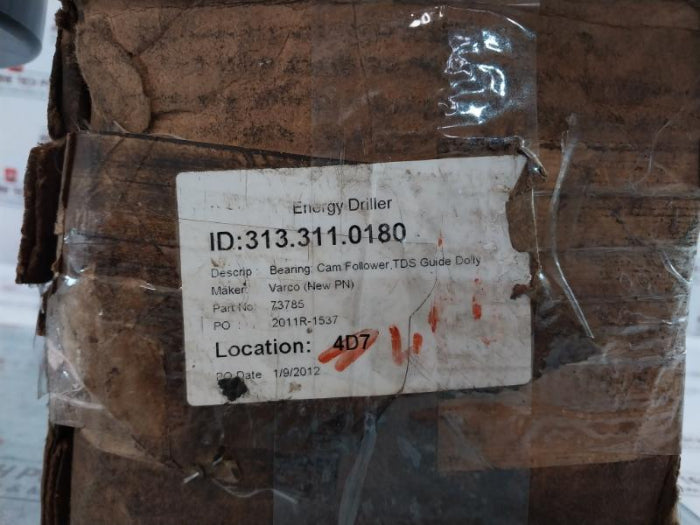 Energy Driller
ID:313.311.0180
Descrip : Bearing: Cam Follower,TDS Guide Dolly
Maker: Varco (New PN)
Part No: 73785
PO : 2011R-1537
Location: 4D7
PO Date 1/9/2012